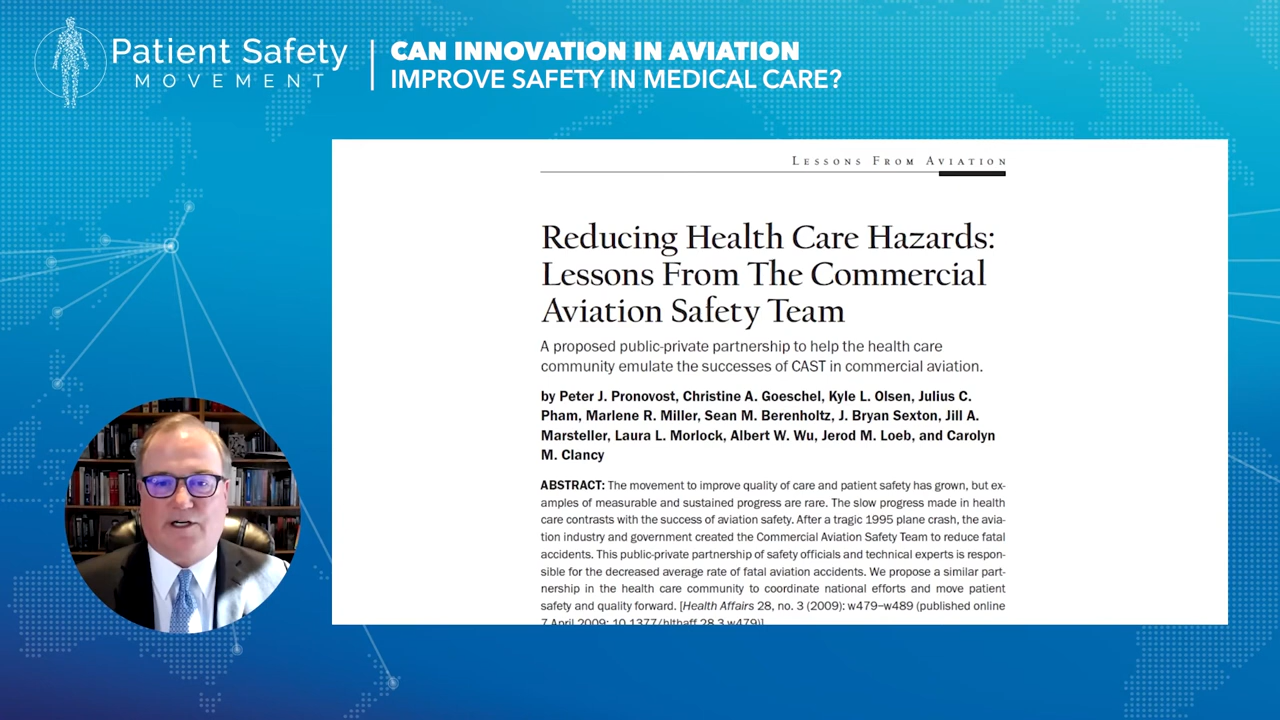 Patient Safety
MOVEMENT
CAN INNOVATION IN AVIATION
IMPROVE SAFETY IN MEDICAL CARE?
LESSONS FROM AVIATION
Reducing Health Care Hazards:
Lessons From The Commercial
Aviation Safety Team
A proposed public-private partnership to help the health care
community emulate the successes of CAST in commercial aviation.
by Peter J. Pronovost, Christine A. Goeschel, Kyle L. Olsen, Julius C.
Pham, Marlene R. Miller, Sean M. Berenholtz, J. Bryan Sexton, Jill A.
Marsteller, Laura L. Morlock, Albert W. Wu, Jerod M. Loeb, and Carolyn
M. Clancy
ABSTRACT: The movement to improve quality of care and patient safety has grown, but ex-
amples of measurable and sustained progress are rare. The slow progress made in health
care contrasts with the success of aviation safety. After a tragic 1995 plane crash, the avia-
tion industry and government created the Commercial Aviation Safety Team to reduce fatal
accidents. This public-private partnership of safety officials and technical experts is respon-
sible for the decreased average rate of fatal aviation accidents. We propose a similar part-
nership in the health care community to coordinate national efforts and move patient
safety and quality forward. [Health Affairs 28, no. 3 (2009): w479–w489 (published online
7 April 2009; 10.1377/hlthaff.28.3.w479)]